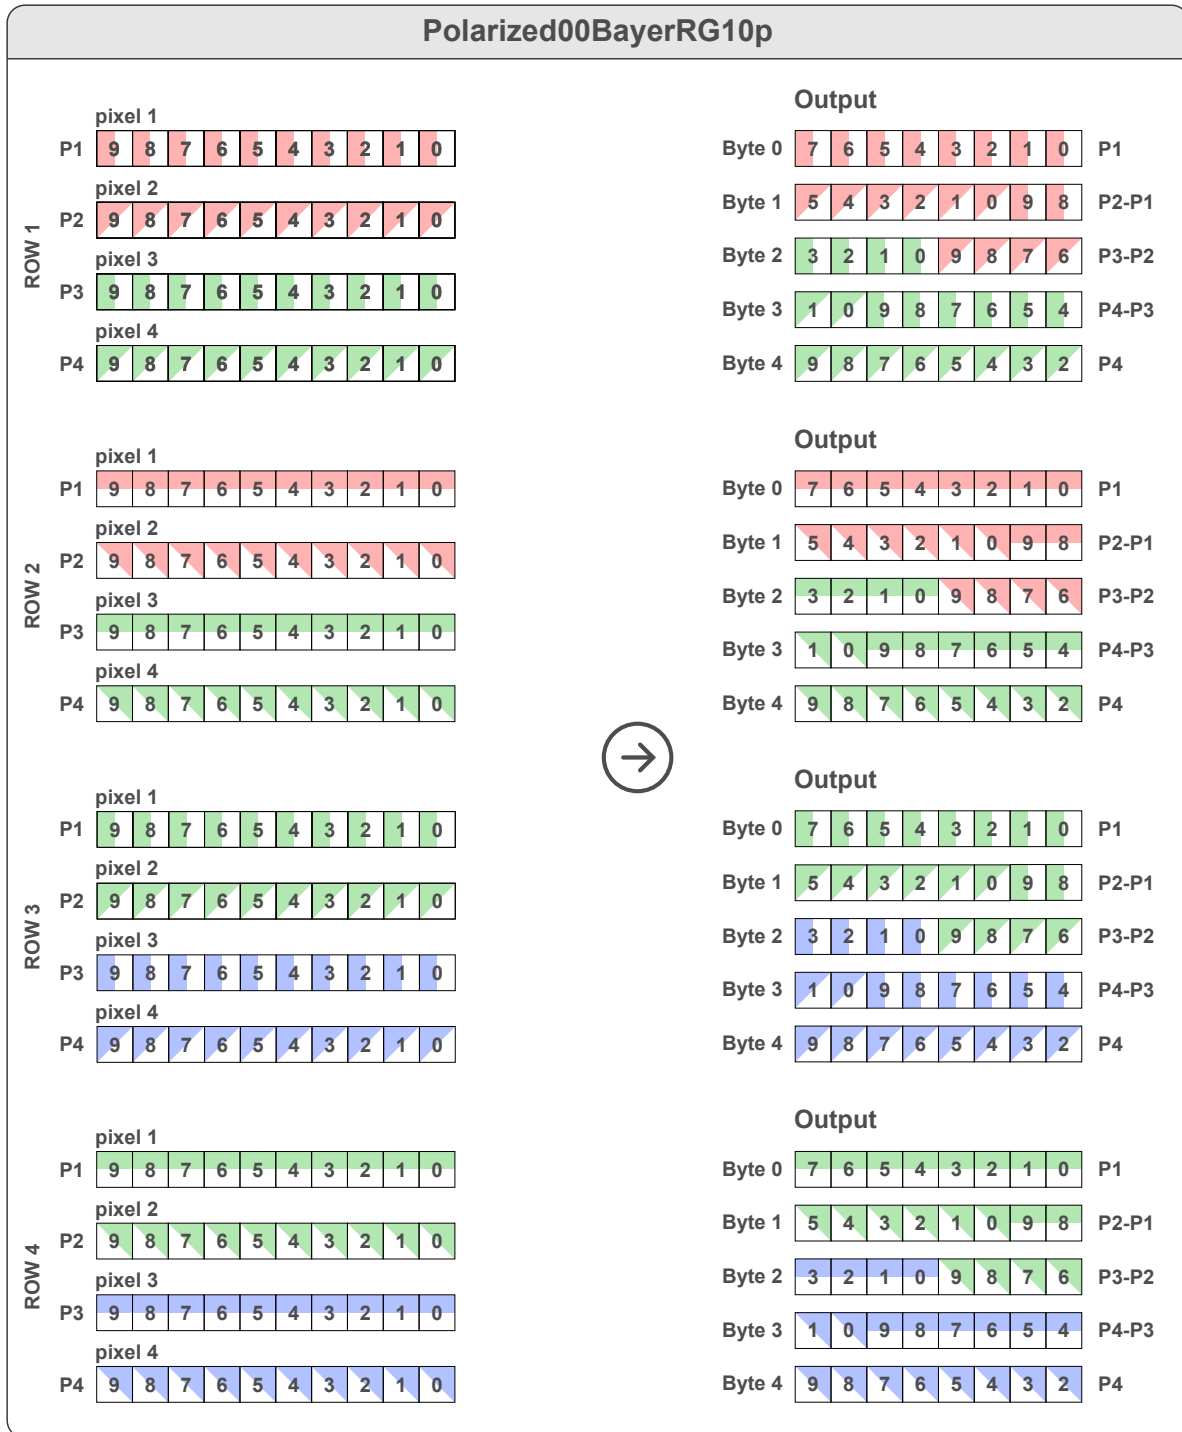 Polarized00BayerRG10p
ROW 1
pixel 1
P1 9 8 7 6 5 4 3 2 1 0
pixel 2
P2 9 8 7 6 5 4 3 2 1 0
pixel 3
P3 9 8 7 6 5 4 3 2 1 0
pixel 4
P4 9 8 7 6 5 4 3 2 1 0
Output
Byte 0 7 6 5 4 3 2 1 0 P1
Byte 1 5 4 3 2 1 0 9 8 P2-P1
Byte 2 3 2 1 0 9 8 7 6 P3-P2
Byte 3 1 0 9 8 7 6 5 4 P4-P3
Byte 4 9 8 7 6 5 4 3 2 P4
ROW 2
pixel 1
P1 9 8 7 6 5 4 3 2 1 0
pixel 2
P2 9 8 7 6 5 4 3 2 1 0
pixel 3
P3 9 8 7 6 5 4 3 2 1 0
pixel 4
P4 9 8 7 6 5 4 3 2 1 0
Output
Byte 0 7 6 5 4 3 2 1 0 P1
Byte 1 5 4 3 2 1 0 9 8 P2-P1
Byte 2 3 2 1 0 9 8 7 6 P3-P2
Byte 3 1 0 9 8 7 6 5 4 P4-P3
Byte 4 9 8 7 6 5 4 3 2 P4
ROW 3
pixel 1
P1 9 8 7 6 5 4 3 2 1 0
pixel 2
P2 9 8 7 6 5 4 3 2 1 0
pixel 3
P3 9 8 7 6 5 4 3 2 1 0
pixel 4
P4 9 8 7 6 5 4 3 2 1 0
Output
Byte 0 7 6 5 4 3 2 1 0 P1
Byte 1 5 4 3 2 1 0 9 8 P2-P1
Byte 2 3 2 1 0 9 8 7 6 P3-P2
Byte 3 1 0 9 8 7 6 5 4 P4-P3
Byte 4 9 8 7 6 5 4 3 2 P4
ROW 4
pixel 1
P1 9 8 7 6 5 4 3 2 1 0
pixel 2
P2 9 8 7 6 5 4 3 2 1 0
pixel 3
P3 9 8 7 6 5 4 3 2 1 0
pixel 4
P4 9 8 7 6 5 4 3 2 1 0
Output
Byte 0 7 6 5 4 3 2 1 0 P1
Byte 1 5 4 3 2 1 0 9 8 P2-P1
Byte 2 3 2 1 0 9 8 7 6 P3-P2
Byte 3 1 0 9 8 7 6 5 4 P4-P3
Byte 4 9 8 7 6 5 4 3 2 P4